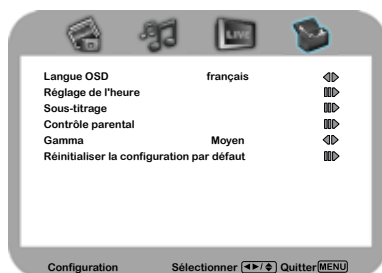 LIVE
Langue OSD français
Réglage de l'heure
Sous-titrage
Contrôle parental
Gamma Moyen
Réinitialiser la configuration par défaut
Configuration Sélectionner Quitter MENU